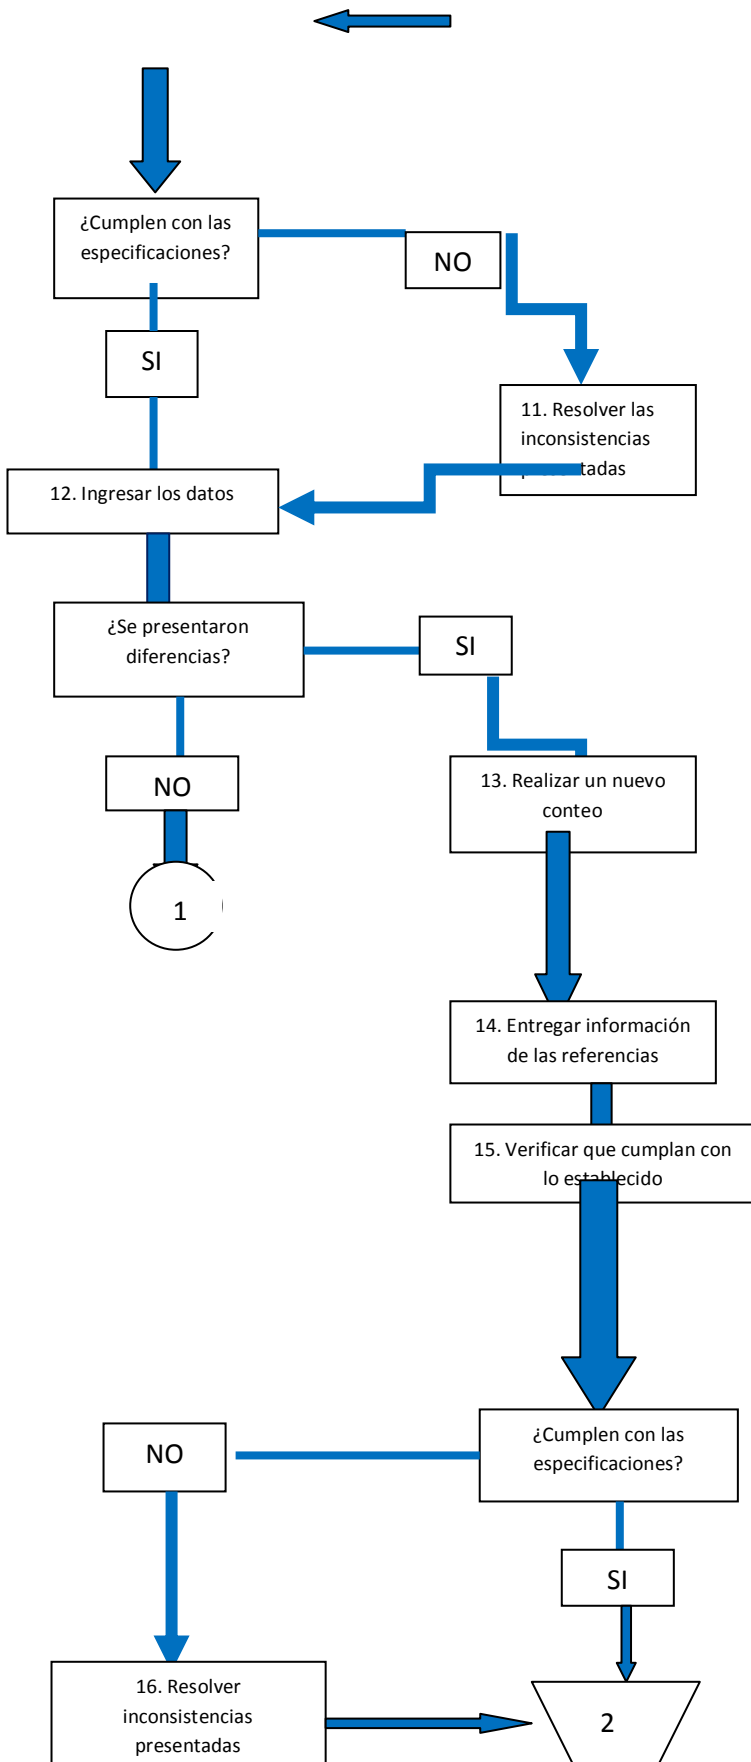 ¿Cumplen con las
especificaciones?
NO
SI
11. Resolver las
inconsistencias
presentadas
12. Ingresar los datos
¿Se presentaron
diferencias?
SI
NO
13. Realizar un nuevo
conteo
1
14. Entregar información
de las referencias
15. Verificar que cumplan con
lo establecido
¿Cumplen con las
especificaciones?
NO
SI
16. Resolver
inconsistencias
presentadas
2